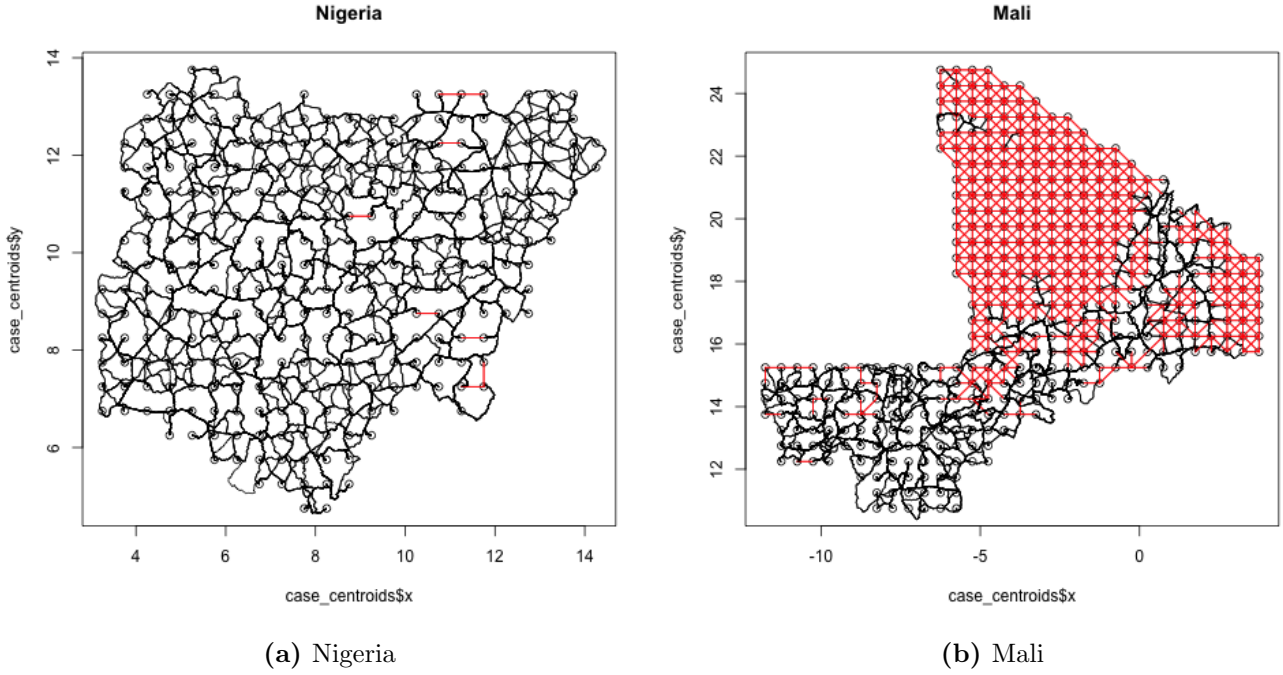 Nigeria
14
12
10
8
6
case_centroids$y
4 6 8 10 12 14
case_centroids$x
(a) Nigeria
Mali
24
22
20
18
16
14
12
case_centroids$y
-10 -5 0
case_centroids$x
(b) Mali